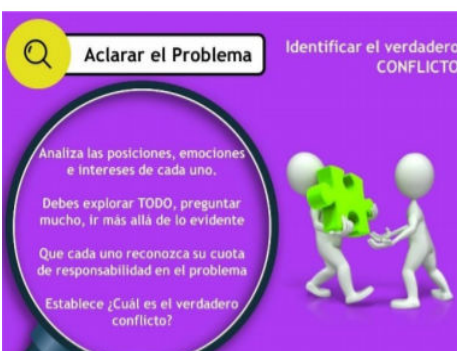 Aclarar el Problema
Identificar el verdadero
CONFLICTO
Analiza las posiciones, emociones
e intereses de cada uno.
Debes explorar TODO, preguntar
mucho, ir más allá de lo evidente
Que cada uno reconozca su cuota
de responsabilidad en el problema
Establece ¿Cuál es el verdadero
conflicto?